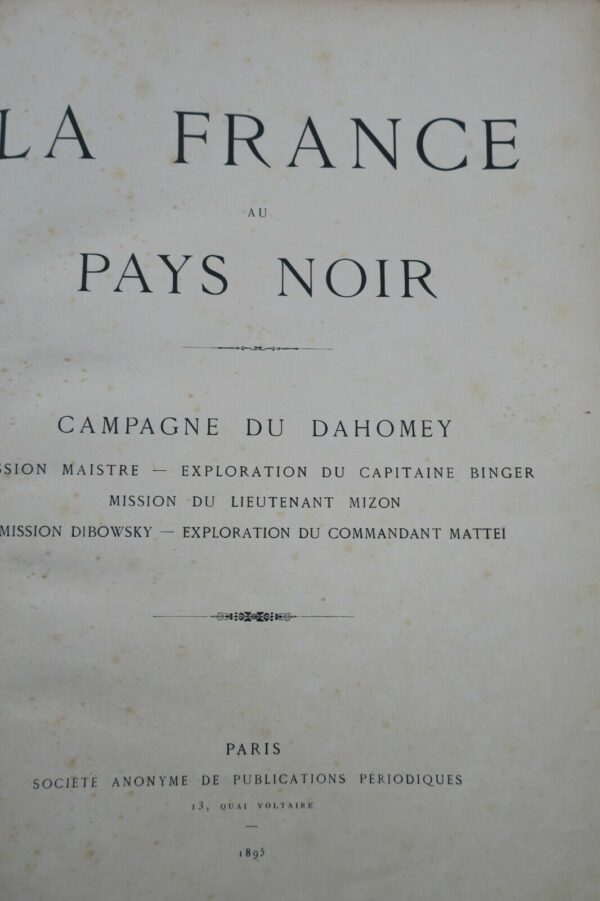 LA FRANCE
AU
PAYS NOIR
CAMPAGNE DU DAHOMEY
SSION MAISTRE — EXPLORATION DU CAPITAINE BINGER
MISSION DU LIEUTENANT MIZON
MISSION DIBOWSKY — EXPLORATION DU COMMANDANT MATTEÏ
PARIS
SOCIÉTÉ ANONYME DE PUBLICATIONS PÉRIODIQUES
13, QUAI VOLTAIRE
—
1895